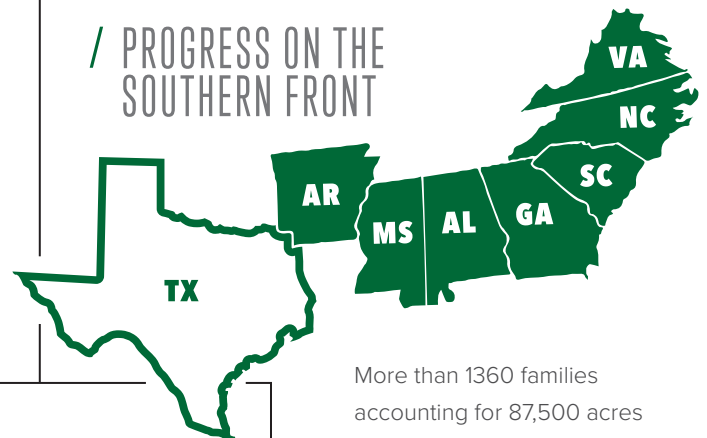 / PROGRESS ON THE
SOUTHERN FRONT
VA
NC
SC
AR
GA
AL
MS
TX
More than 1360 families
accounting for 87,500 acres